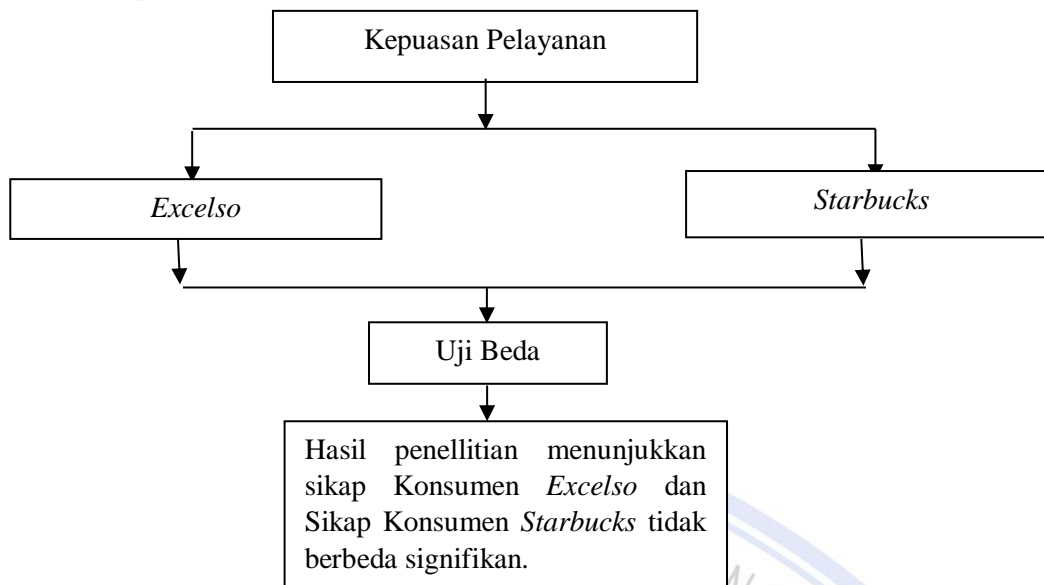 Kepuasan Pelayanan
Excelso
Starbucks
Uji Beda
Hasil penellitian menunjukkan
sikap Konsumen Excelso dan
Sikap Konsumen Starbucks tidak
berbeda signifikan.